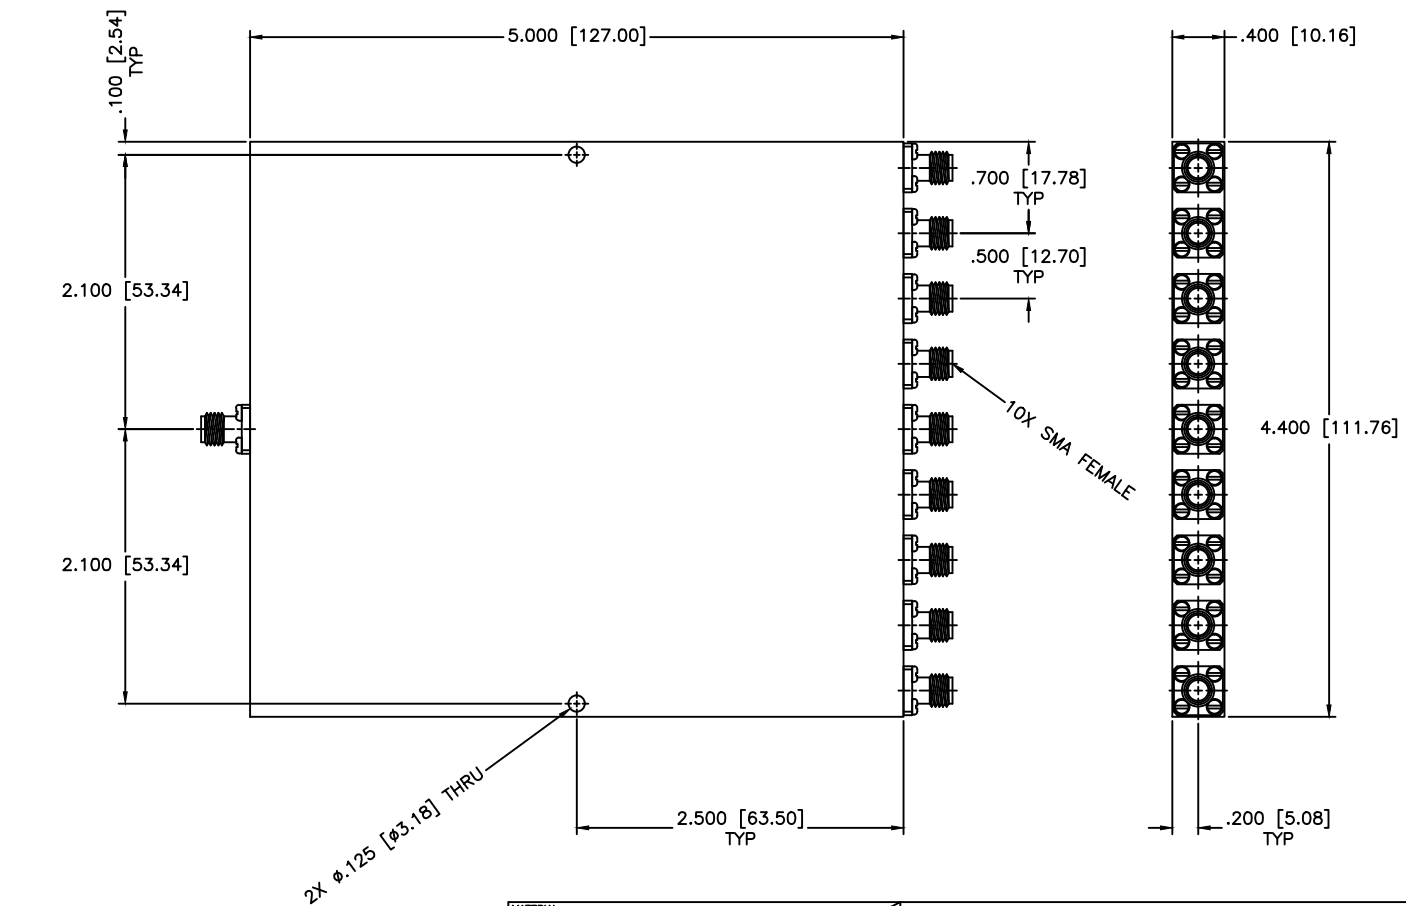 5.000 [127.00]
.400 [10.16]
.100 [2.54]
TYP
.700 [17.78]
TYP
.500 [12.70]
TYP
2.100 [53.34]
10X SMA FEMALE
4.400 [111.76]
2.100 [53.34]
2X ø.125 [ø3.18] THRU
2.500 [63.50]
TYP
.200 [5.08]
TYP